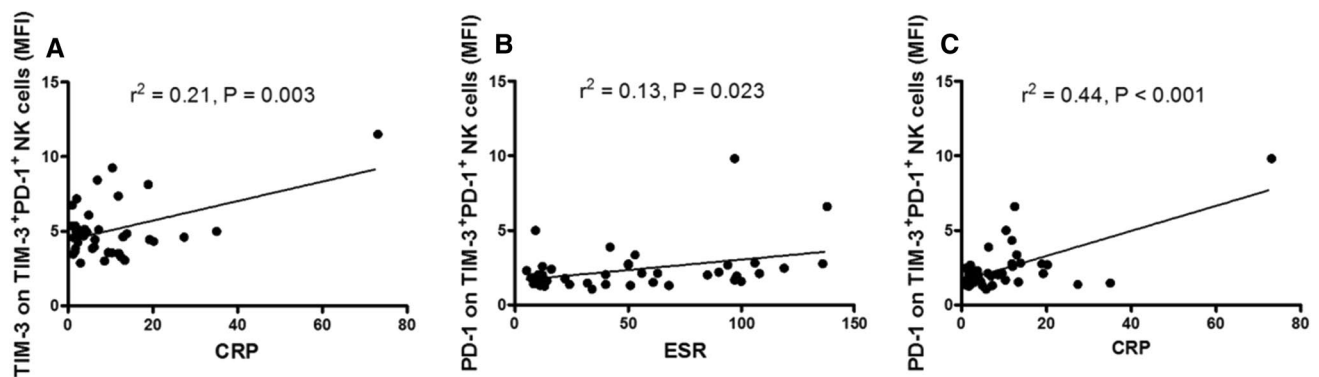 A
TIM-3 on TIM-3⁺PD-1⁺ NK cells (MFI)
r² = 0.21, P = 0.003
15
10
5
0
0 20 40 60 80
CRP
B
PD-1 on TIM-3⁺PD-1⁺ NK cells (MFI)
r² = 0.13, P = 0.023
15
10
5
0
0 50 100 150
ESR
C
PD-1 on TIM-3⁺PD-1⁺ NK cells (MFI)
r² = 0.44, P < 0.001
15
10
5
0
0 20 40 60 80
CRP